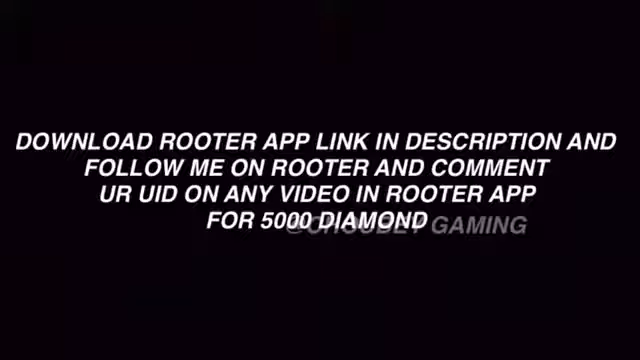 DOWNLOAD ROOTER APP LINK IN DESCRIPTION AND
FOLLOW ME ON ROOTER AND COMMENT
UR UID ON ANY VIDEO IN ROOTER APP
FOR 5000 DIAMOND
GAMING